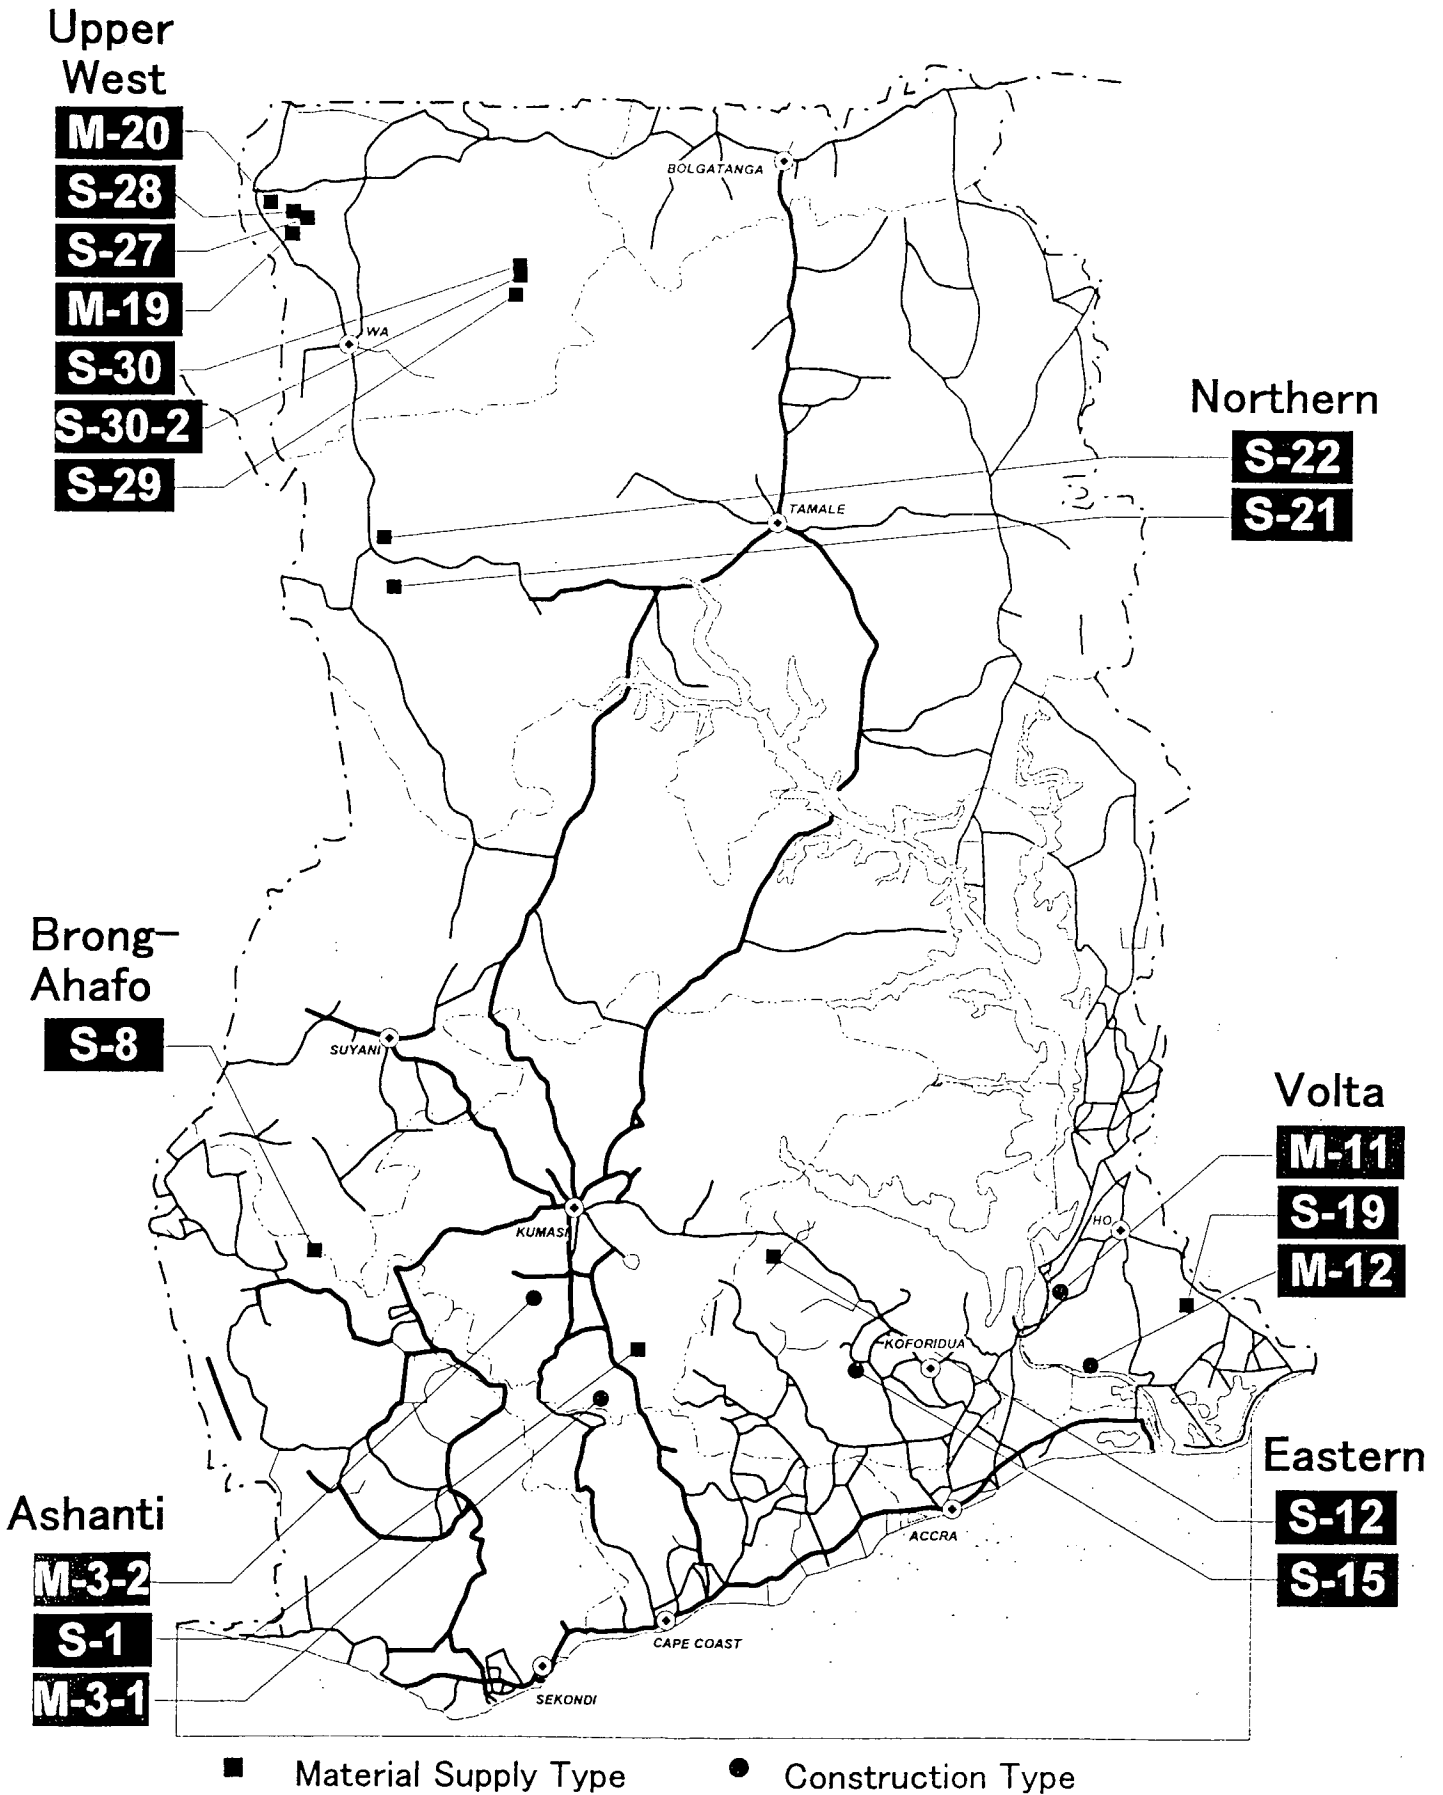 Upper
West
M-20
S-28
S-27
M-19
S-30
S-30-2
S-29
BOLGATANGA
WA
Northern
S-22
S-21
TAMALE
Brong-
Ahafo
S-8
SUYANI
Volta
M-11
S-19
M-12
HO
KUMASI
KOFORIDUA
Eastern
S-12
S-15
Ashanti
M-3-2
S-1
M-3-1
ACCRA
CAPE COAST
SEKONDI
Material Supply Type
Construction Type